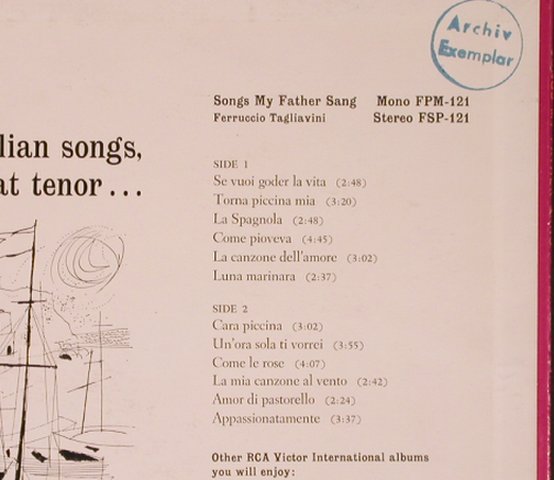 Archiv
Exemplar
Songs My Father Sang Mono FPM-121
Ferruccio Tagliavini Stereo FSP-121
lian songs,
at tenor...
SIDE 1
Se vuoi goder la vita (2:48)
Torna piccina mia (3:20)
La Spagnola (2:48)
Come pioveva (4:45)
La canzone dell'amore (3:02)
Luna marinara (2:37)
SIDE 2
Cara piccina (3:02)
Un'ora sola ti vorrei (3:55)
Come le rose (4:07)
La mia canzone al vento (2:42)
Amor di pastorello (2:24)
Appassionatamente (3:37)
Other RCA Victor International albums
you will enjoy: